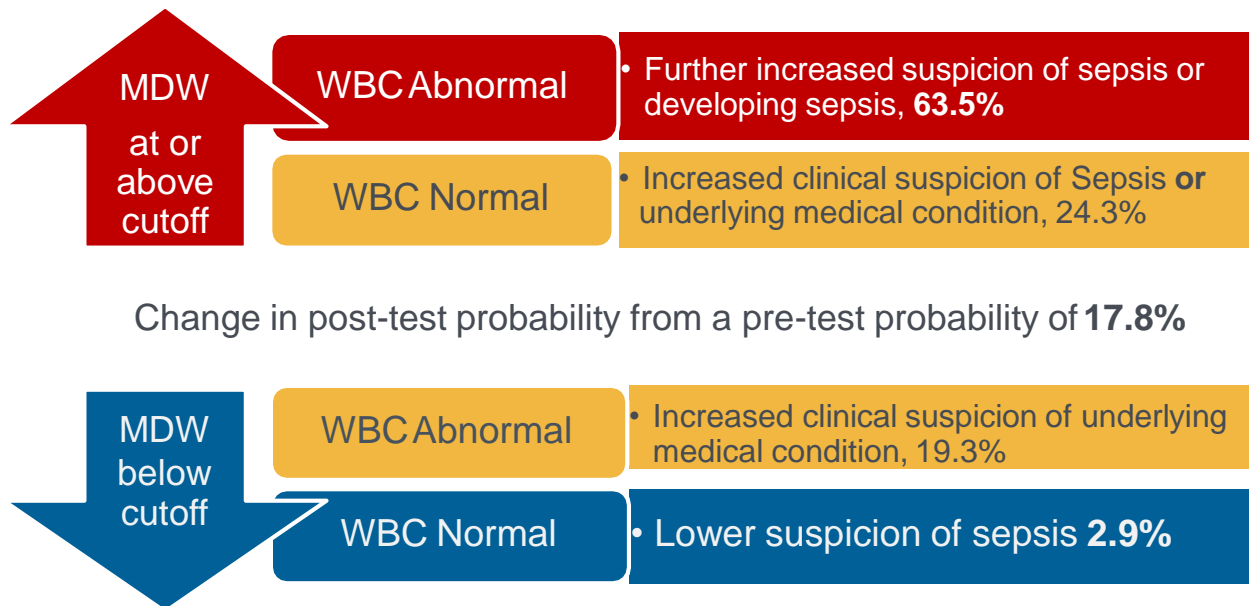 MDW
at or
above
cutoff
WBC Abnormal
• Further increased suspicion of sepsis or
developing sepsis, 63.5%
WBC Normal
• Increased clinical suspicion of Sepsis or
underlying medical condition, 24.3%
Change in post-test probability from a pre-test probability of 17.8%
MDW
below
cutoff
WBC Abnormal
• Increased clinical suspicion of underlying
medical condition, 19.3%
WBC Normal
• Lower suspicion of sepsis 2.9%